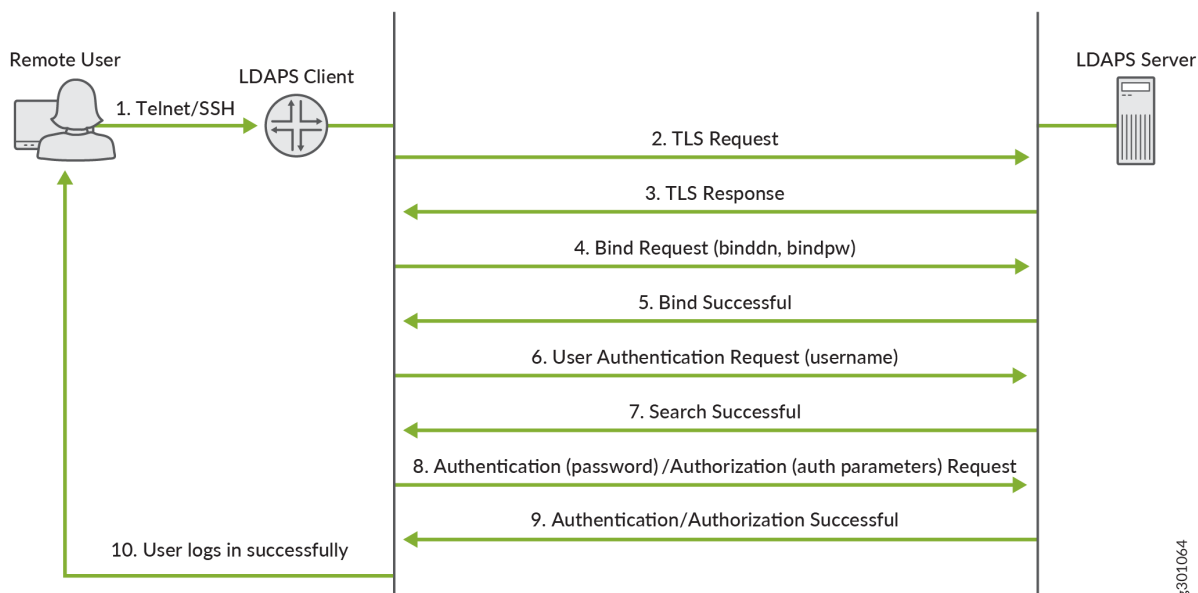 Remote User
LDAPS Client
LDAPS Server
1. Telnet/SSH
2. TLS Request
3. TLS Response
4. Bind Request (binddn, bindpw)
5. Bind Successful
6. User Authentication Request (username)
7. Search Successful
8. Authentication (password)/Authorization (auth parameters) Request
9. Authentication/Authorization Successful
10. User logs in successfully
g301064